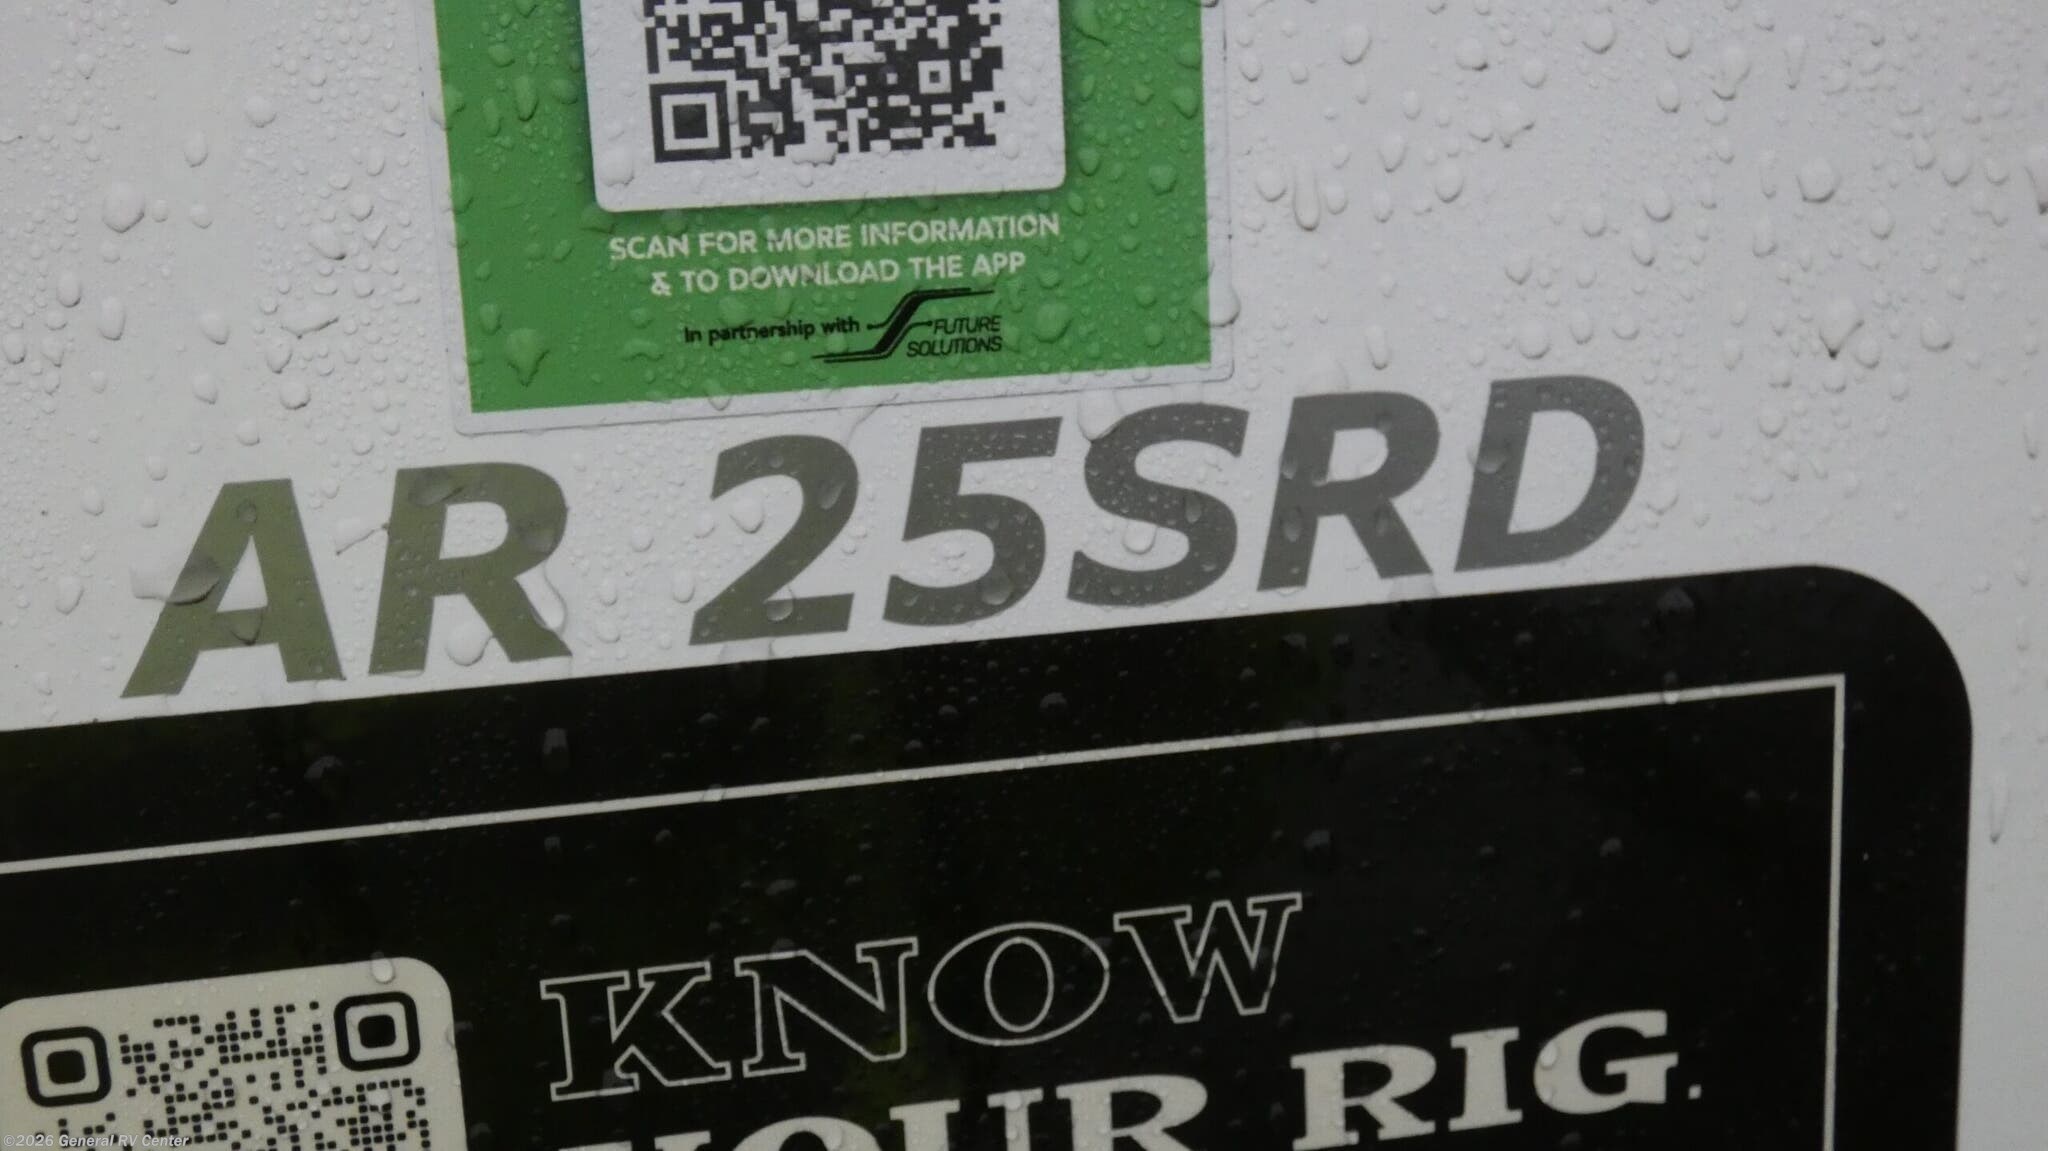 SCAN FOR MORE INFORMATION
& TO DOWNLOAD THE APP
In partnership with FUTURE
SOLUTIONS
AR 25SRD
KNOW
YOUR RIG.
©2026 General RV Center